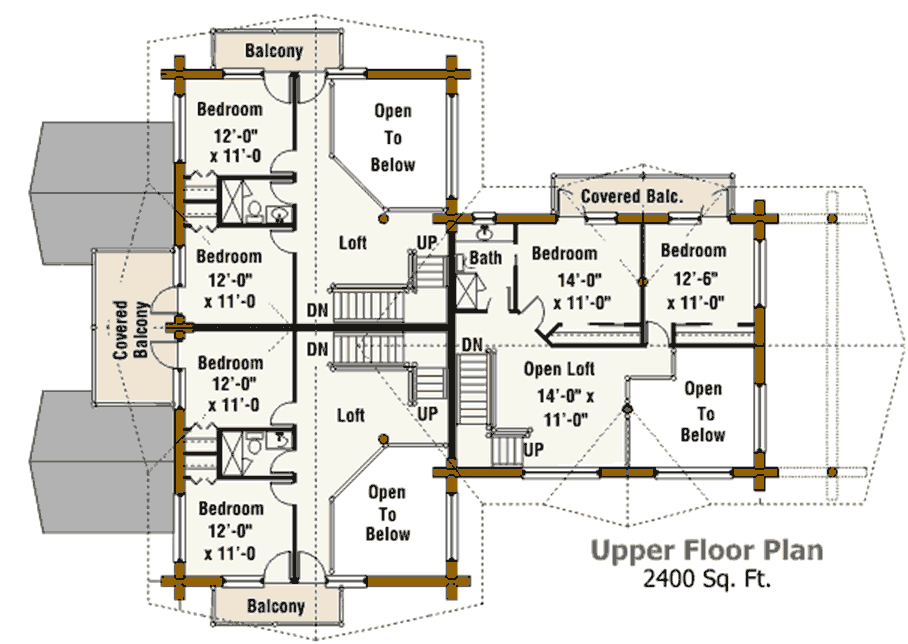 Balcony
Bedroom
12'-0"
x 11'-0
Open
To
Below
Covered Balc.
Loft
UP
Bath
Bedroom
14'-0"
x 11'-0"
Bedroom
12'-6"
x 11'-0"
Bedroom
12'-0"
x 11'-0
DN
Covered
Balcony
DN
Bedroom
12'-0"
x 11'-0
Loft
UP
DN
Open Loft
14'-0" x
11'-0"
UP
Open
To
Below
Bedroom
12'-0"
x 11'-0
Open
To
Below
Balcony
Upper Floor Plan
2400 Sq. Ft.